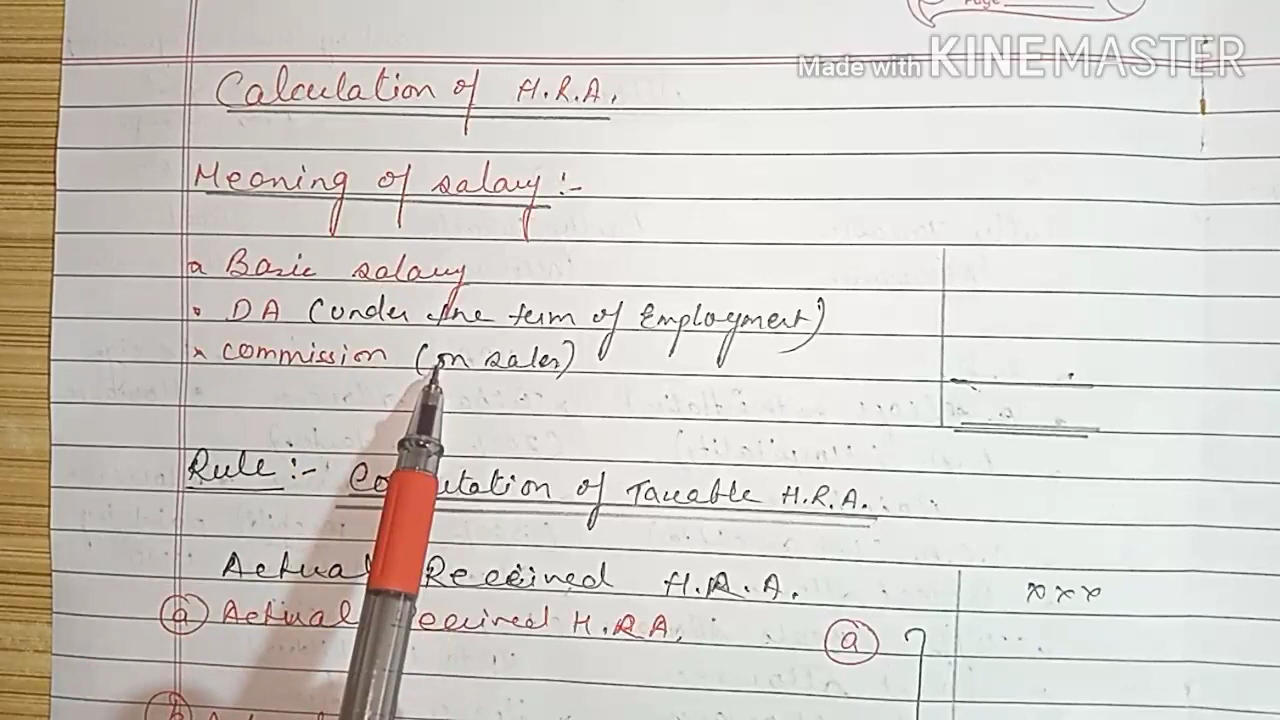 Page
Made with KINEMASTER
Calculation of H.R.A.
Meaning of salary :-
Basic salary
DA (under the term of Employment)
x commission (on sales)
Rule :- Computation of Taxable H.R.A.
Actual Received H.R.A. xxx
(a) Actual Received H.R.A. (a)
(b)